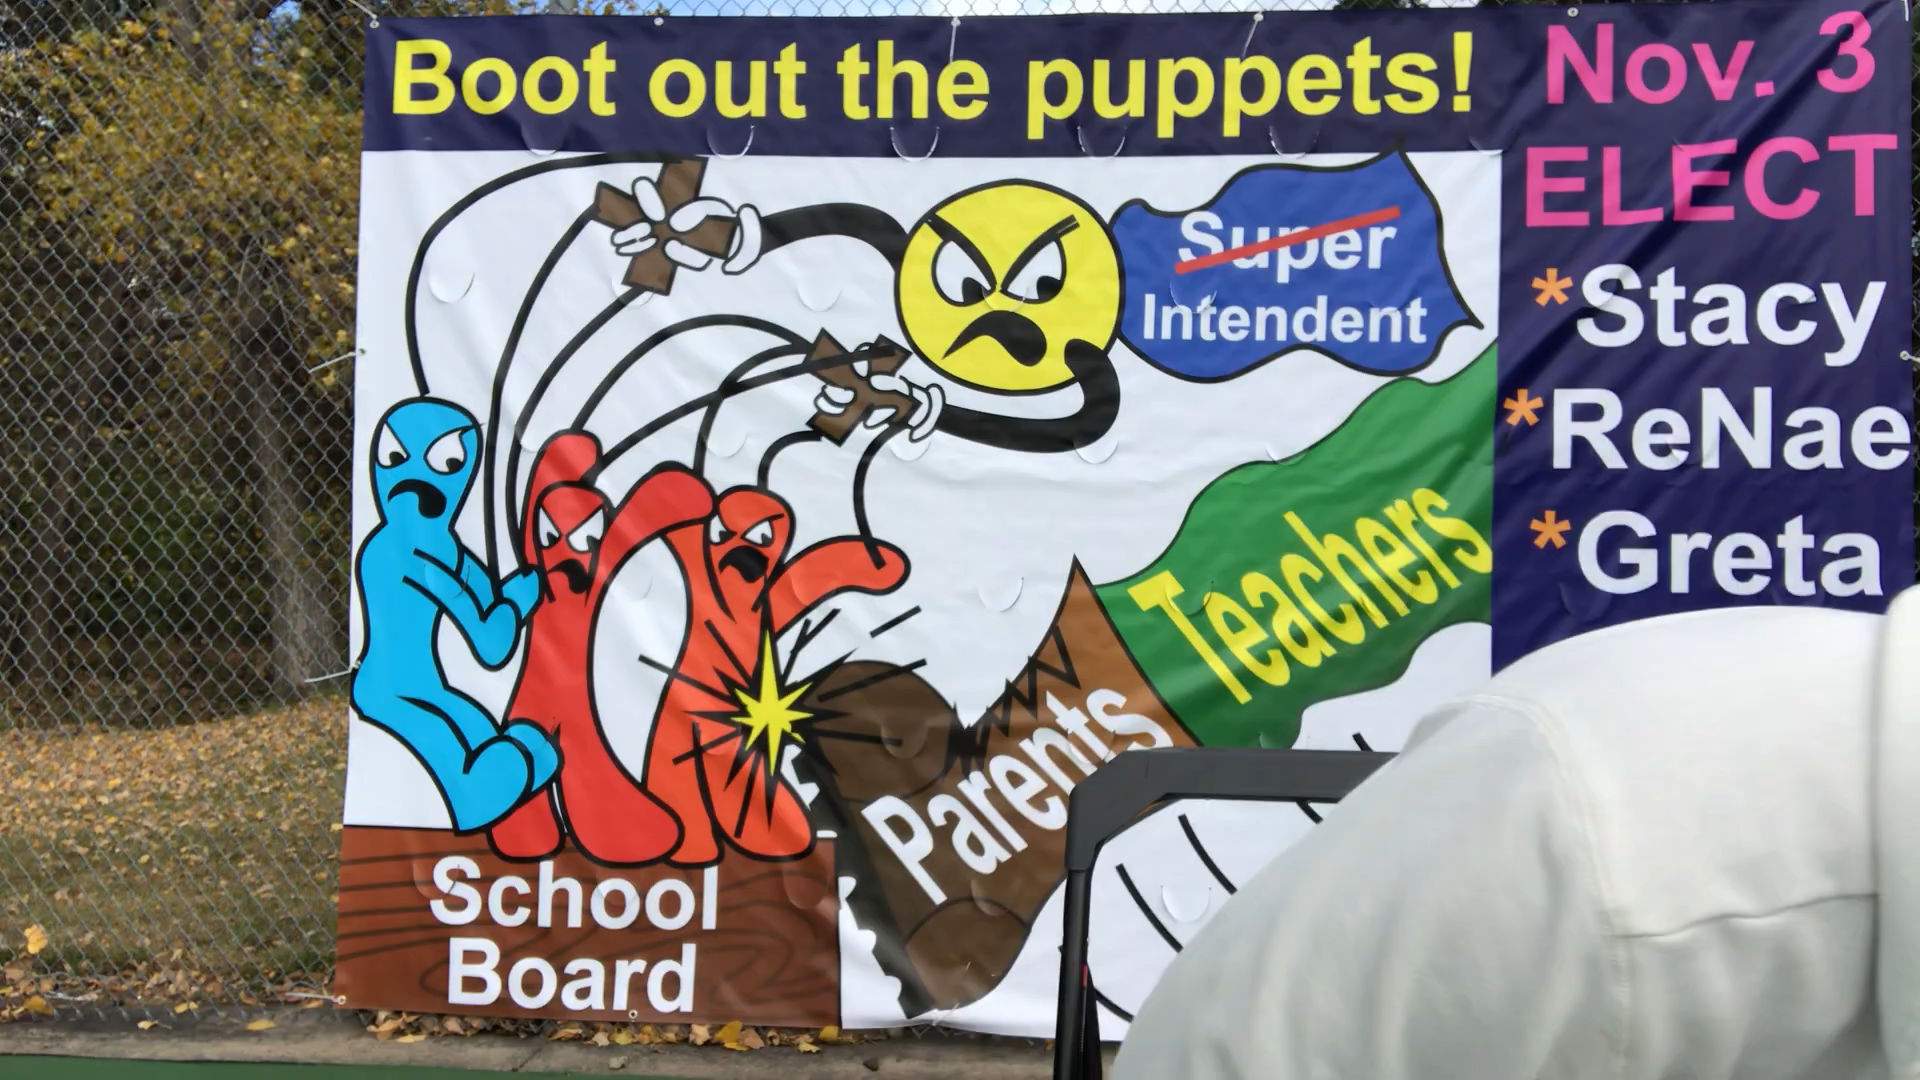 Boot out the puppets!
Nov. 3
ELECT
*Stacy
*ReNae
*Greta
Super
Intendent
Teachers
Parents
School
Board